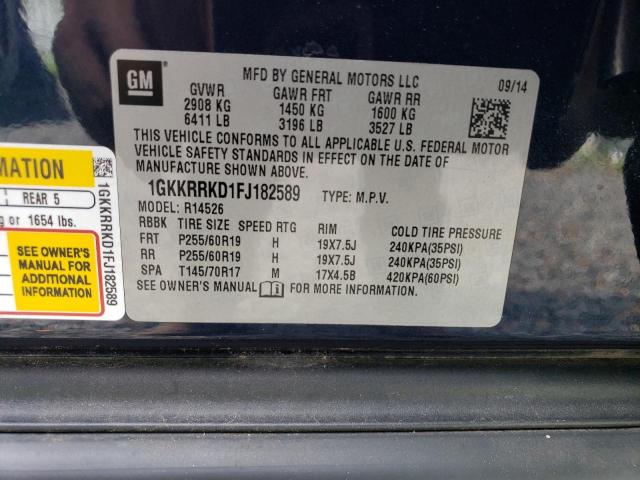 GM
MFD BY GENERAL MOTORS LLC
09/14
GVWR GAWR FRT GAWR RR
2908 KG 1450 KG 1600 KG
6411 LB 3196 LB 3527 LB
THIS VEHICLE CONFORMS TO ALL APPLICABLE U.S. FEDERAL MOTOR
VEHICLE SAFETY STANDARDS IN EFFECT ON THE DATE OF
MANUFACTURE SHOWN ABOVE.
1GKKRRKD1FJ182589 TYPE: M.P.V.
MODEL: R14526
RBBK TIRE SIZE SPEED RTG RIM COLD TIRE PRESSURE
FRT P255/60R19 H 19X7.5J 240KPA(35PSI)
RR P255/60R19 H 19X7.5J 240KPA(35PSI)
SPA T145/70R17 M 17X4.5B 420KPA(60PSI)
SEE OWNER'S MANUAL FOR MORE INFORMATION.
MATION
REAR 5
g or 1654 lbs.
SEE OWNER'S
MANUAL FOR
ADDITIONAL
INFORMATION
1GKKRRKD1FJ182589